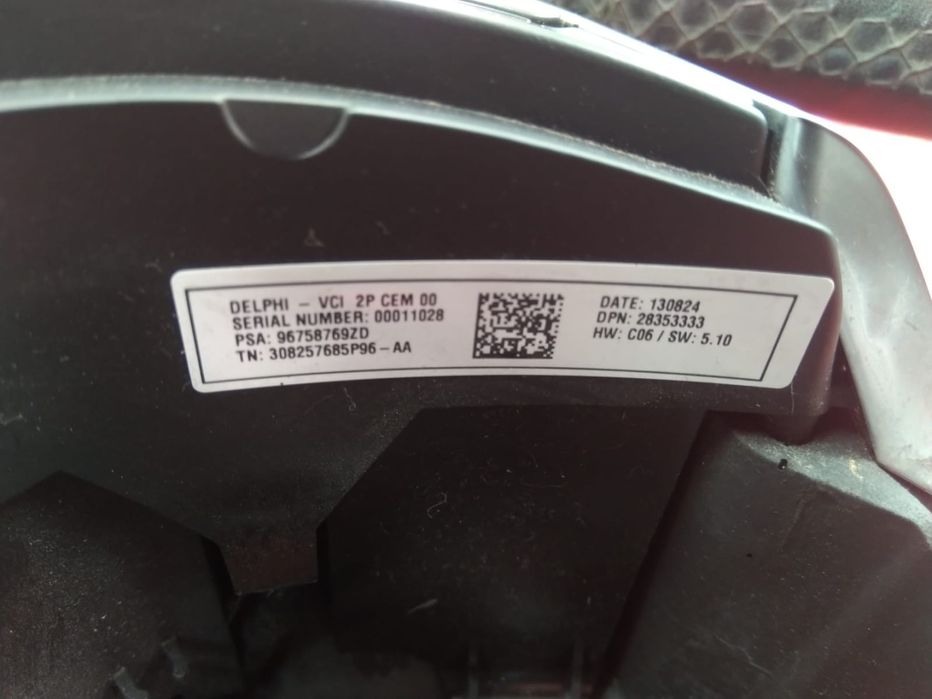 DELPHI - VCI 2P CEM 00
SERIAL NUMBER: 00011028
PSA: 96758769ZD
TN: 308257685P96-AA
DATE: 130824
DPN: 28353333
HW: C06 / SW: 5.10